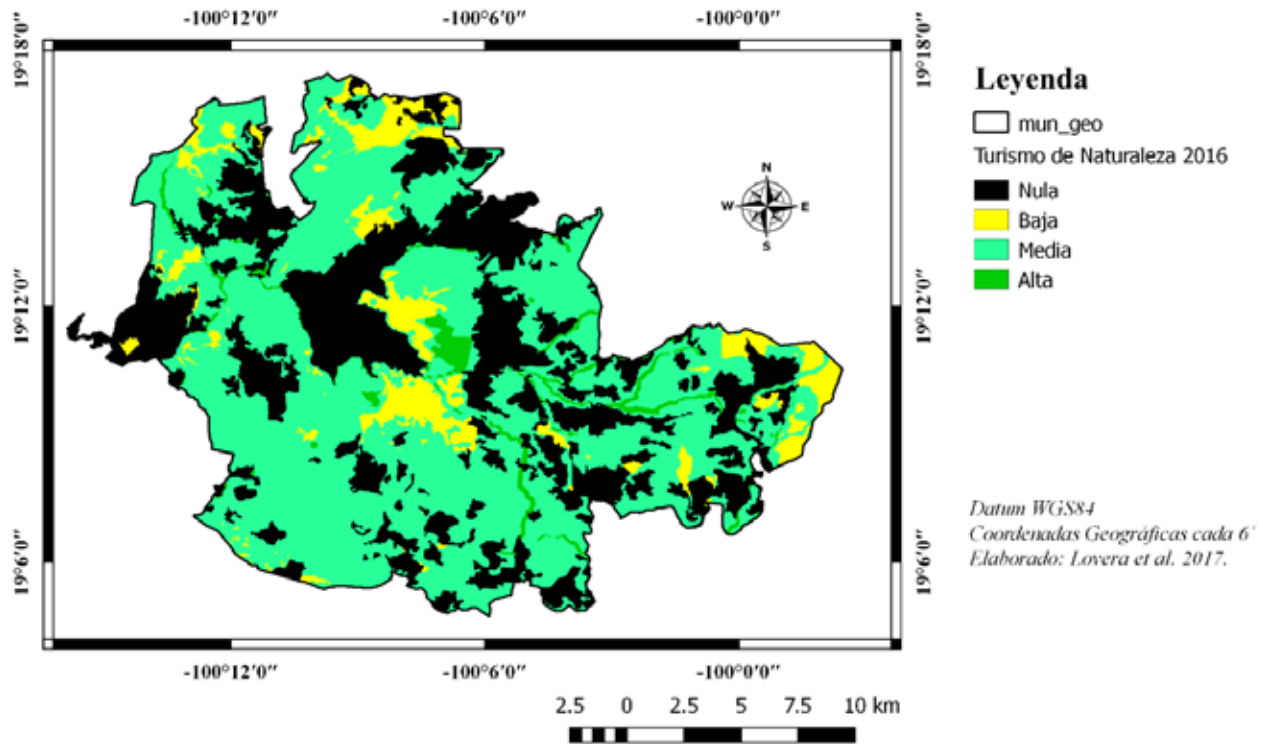 -100°12'0" -100°6'0" -100°0'0"
19°18'0" 19°18'0"
Leyenda
mun_geo
Turismo de Naturaleza 2016
Nula
Baja
Media
Alta
N
W E
S
19°12'0" 19°12'0"
Datum WGS84
Coordenadas Geográficas cada 6´
Elaborado: Lovera et al. 2017.
19°6'0" 19°6'0"
-100°12'0" -100°6'0" -100°0'0"
2.5 0 2.5 5 7.5 10 km